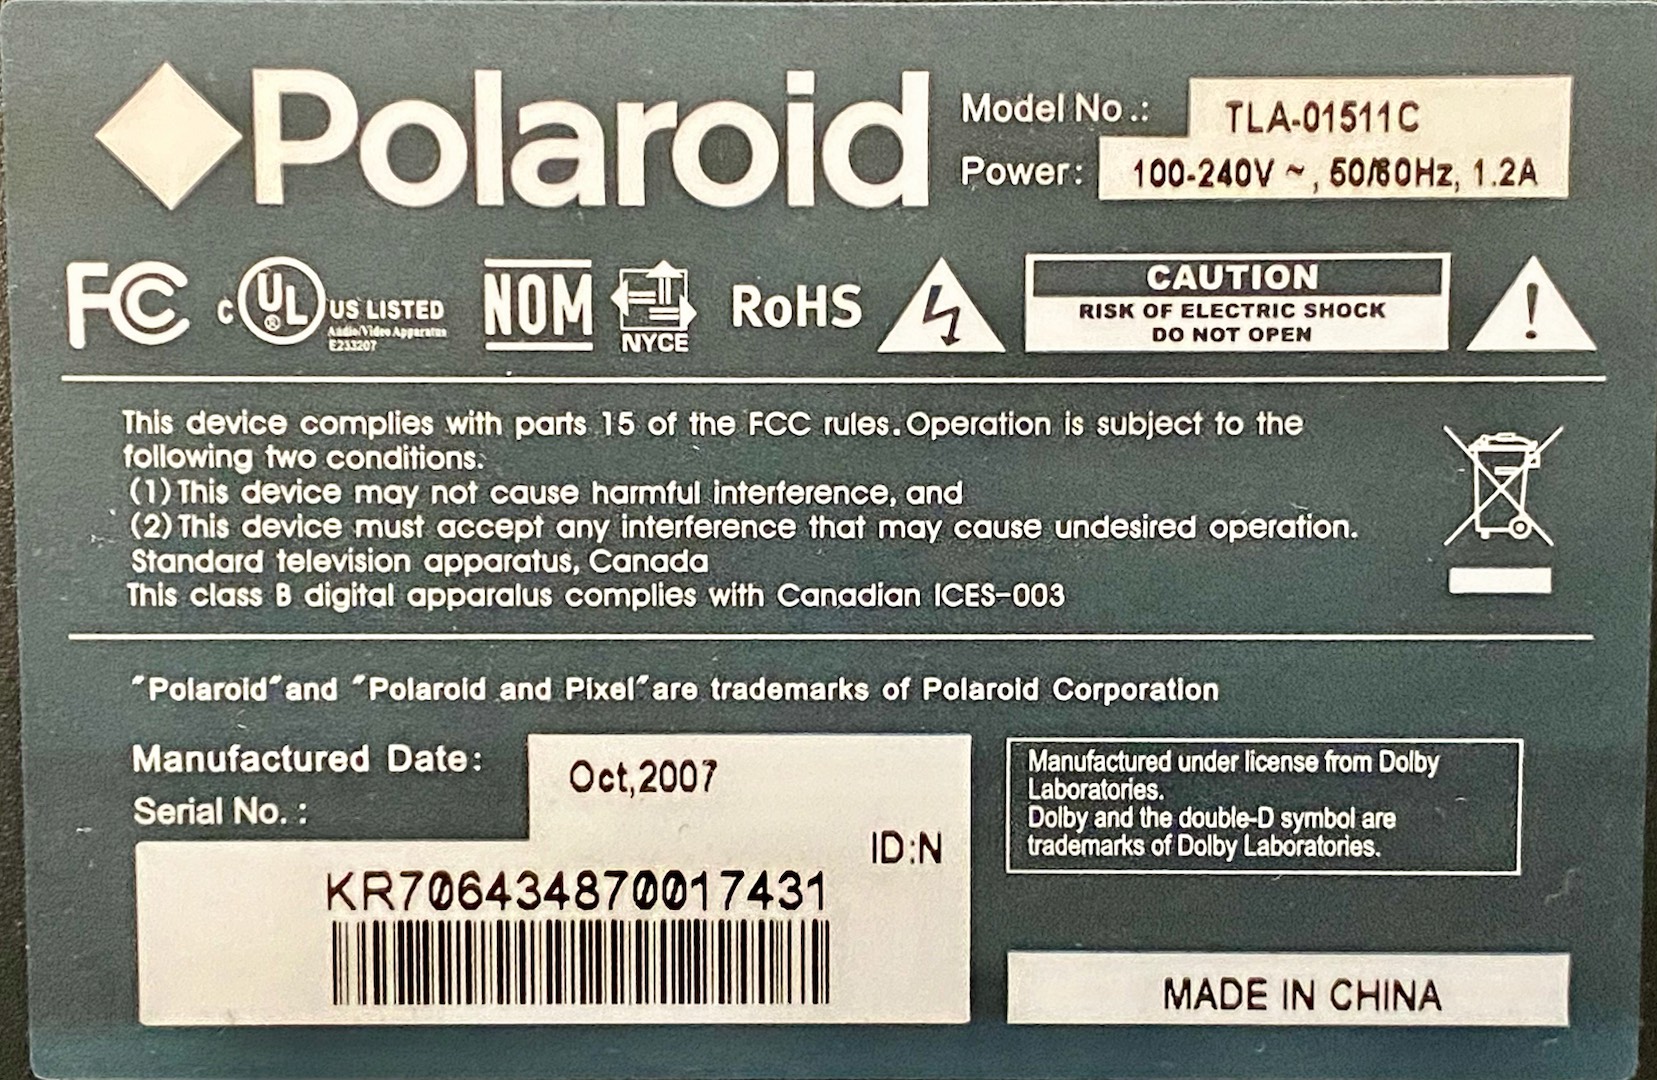 Polaroid
Model No.: TLA-01511C
Power: 100-240V ~, 50/60Hz, 1.2A
FC
c UL ® US LISTED
Audio/Video Apparatus
E233207
NOM
NYCE
RoHS
CAUTION
RISK OF ELECTRIC SHOCK
DO NOT OPEN
!
This device complies with parts 15 of the FCC rules. Operation is subject to the
following two conditions.
(1) This device may not cause harmful interference, and
(2) This device must accept any interference that may cause undesired operation.
Standard television apparatus, Canada
This class B digital apparalus complies with Canadian ICES-003
"Polaroid" and "Polaroid and Pixel" are trademarks of Polaroid Corporation
Manufactured Date: Oct,2007
Serial No. :
ID:N
KR706434870017431
Manufactured under license from Dolby
Laboratories.
Dolby and the double-D symbol are
trademarks of Dolby Laboratories.
MADE IN CHINA